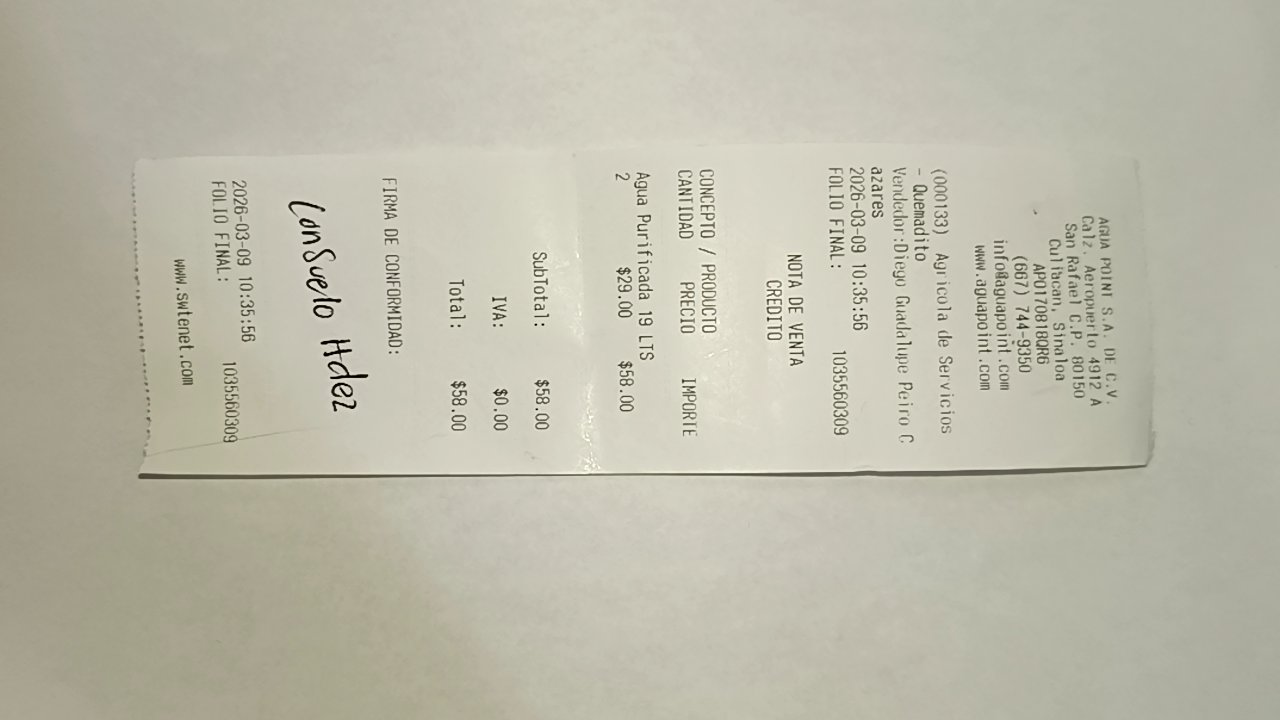 AGUA POINT S.A. DE C.V.
Calz. Aeropuerto 4912 A
San Rafael C.P. 80150
Culiacan, Sinaloa
APO170818QR6
(667) 744-9350
info@aguapoint.com
www.aguapoint.com
(000133) Agricola de Servicios
- Quemadito
Vendedor:Diego Guadalupe Peiro C
azares
2026-03-09 10:35:56
FOLIO FINAL: 1035560309
NOTA DE VENTA
CREDITO
CONCEPTO / PRODUCTO
CANTIDAD PRECIO IMPORTE
Agua Purificada 19 LTS
2 $29.00 $58.00
SubTotal: $58.00
IVA: $0.00
Total: $58.00
FIRMA DE CONFORMIDAD:
Consuelo Hdez
2026-03-09 10:35:56
FOLIO FINAL: 1035560309
www.swtenet.com